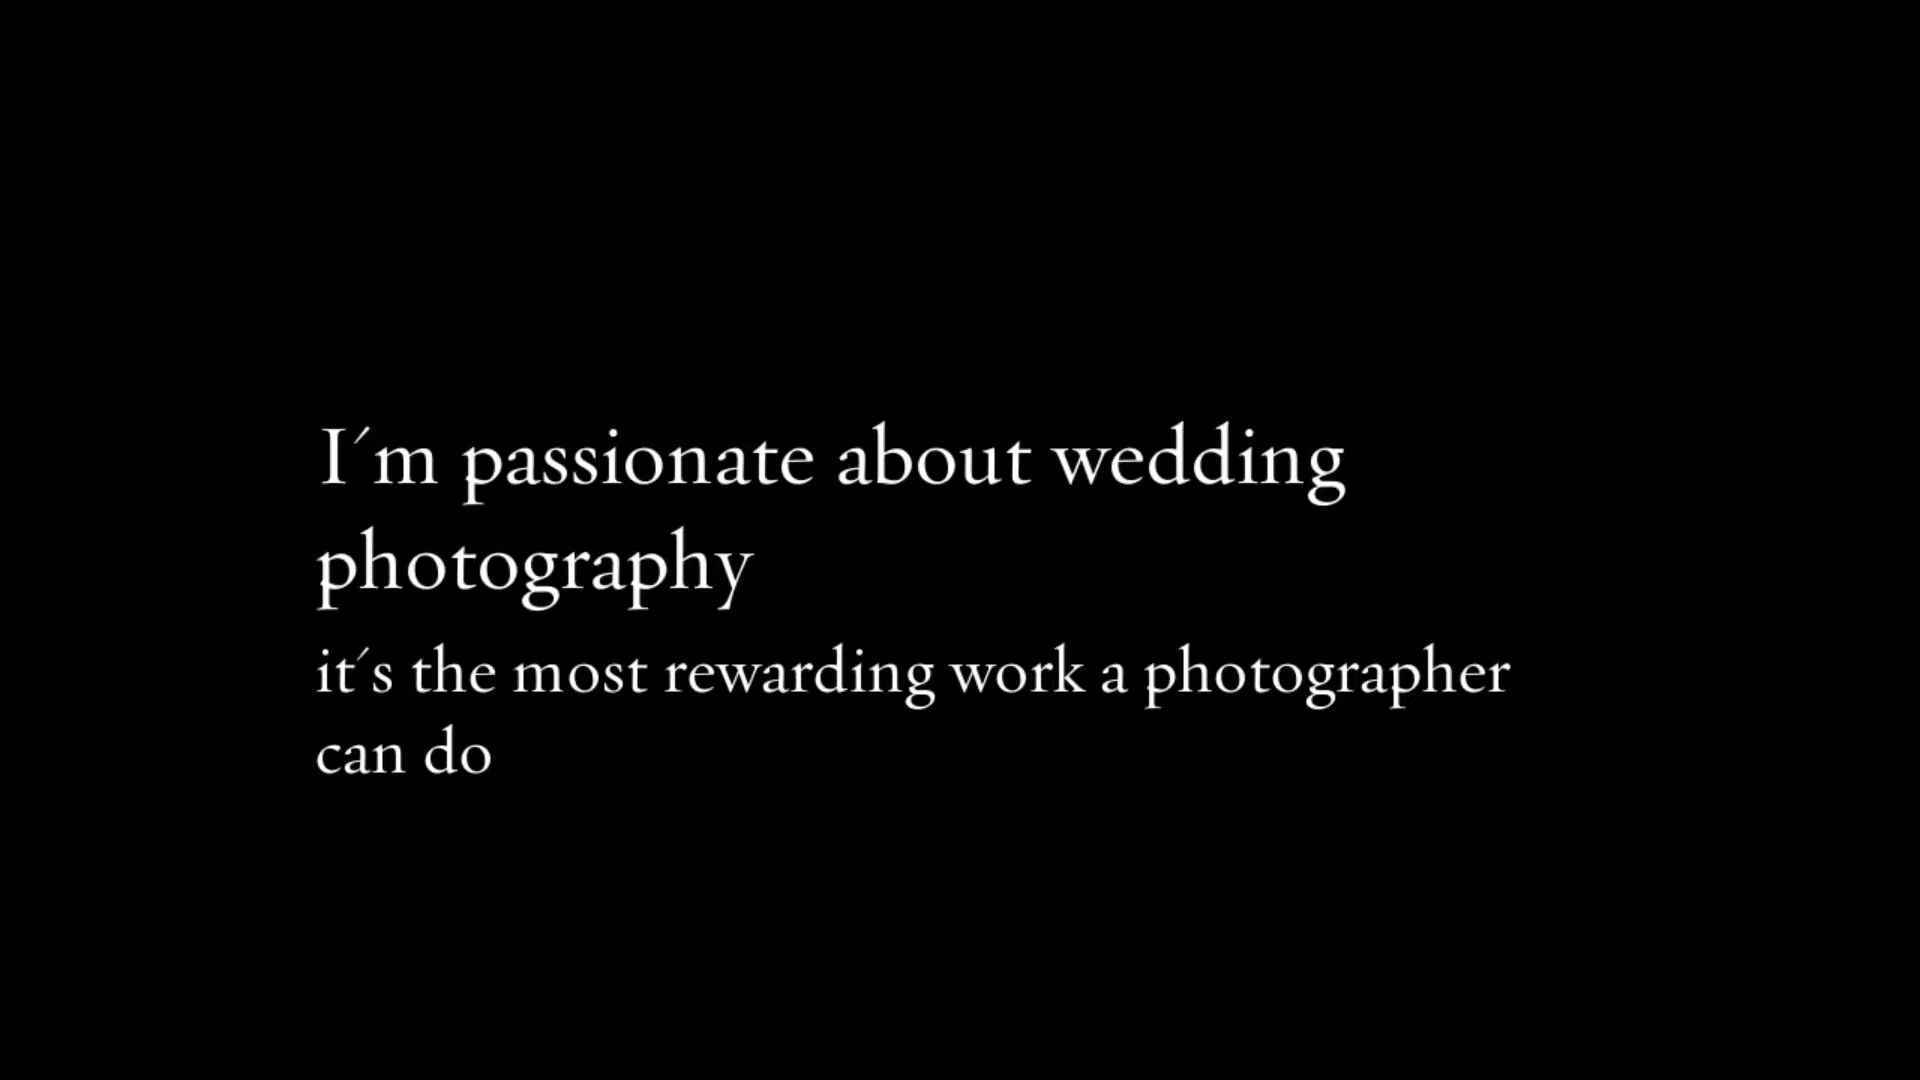 I´m passionate about wedding
photography
it´s the most rewarding work a photographer
can do